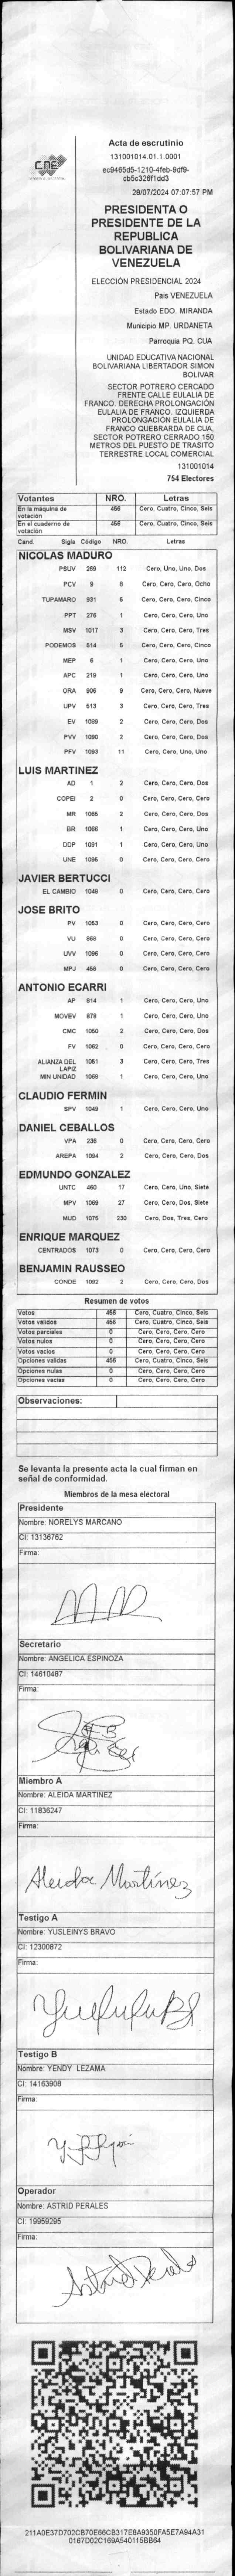 CNE
Acta de escrutinio
131001014.01.1.0001
ec9465d5-1210-4feb-9df9-
cb5c326f1dd3
28/07/2024 07:07:57 PM
PRESIDENTA O
PRESIDENTE DE LA
REPUBLICA
BOLIVARIANA DE
VENEZUELA
ELECCIÓN PRESIDENCIAL 2024
Pais VENEZUELA
Estado EDO. MIRANDA
Municipio MP. URDANETA
Parroquia PQ. CUA
UNIDAD EDUCATIVA NACIONAL
BOLIVARIANA LIBERTADOR SIMON
BOLIVAR
SECTOR POTRERO CERCADO
FRENTE CALLE EULALIA DE
FRANCO. DERECHA PROLONGACIÓN
EULALIA DE FRANCO. IZQUIERDA
PROLONGACION EULALIA DE
FRANCO QUEBRARDA DE CUA.
SECTOR POTRERO CERRADO 150
METROS DEL PUESTO DE TRASITO
TERRESTRE LOCAL COMERCIAL
131001014
754 Electores
Votantes NRO. Letras
En la máquina de votación 456 Cero, Cuatro, Cinco, Seis
En el cuaderno de votación 456 Cero, Cuatro, Cinco, Seis
Cand. Sigla Código NRO. Letras
NICOLAS MADURO
PSUV 269 112 Cero, Uno, Uno, Dos
PCV 9 8 Cero, Cero, Cero, Ocho
TUPAMARO 931 5 Cero, Cero, Cero, Cinco
PPT 276 1 Cero, Cero, Cero, Uno
MSV 1017 3 Cero, Cero, Cero, Tres
PODEMOS 514 5 Cero, Cero, Cero, Cinco
MEP 6 1 Cero, Cero, Cero, Uno
APC 219 1 Cero, Cero, Cero, Uno
ORA 906 9 Cero, Cero, Cero, Nueve
UPV 513 3 Cero, Cero, Cero, Tres
EV 1089 2 Cero, Cero, Cero, Dos
PVV 1090 2 Cero, Cero, Cero, Dos
PFV 1093 11 Cero, Cero, Uno, Uno
LUIS MARTINEZ
AD 1 2 Cero, Cero, Cero, Dos
COPEI 2 0 Cero, Cero, Cero, Cero
MR 1065 2 Cero, Cero, Cero, Dos
BR 1066 1 Cero, Cero, Cero, Uno
DDP 1091 1 Cero, Cero, Cero, Uno
UNE 1095 0 Cero, Cero, Cero, Cero
JAVIER BERTUCCI
EL CAMBIO 1048 0 Cero, Cero, Cero, Cero
JOSE BRITO
PV 1053 0 Cero, Cero, Cero, Cero
VU 868 0 Cero, Cero, Cero, Cero
UVV 1096 0 Cero, Cero, Cero, Cero
MPJ 458 0 Cero, Cero, Cero, Cero
ANTONIO ECARRI
AP 814 1 Cero, Cero, Cero, Uno
MOVEV 879 1 Cero, Cero, Cero, Uno
CMC 1050 2 Cero, Cero, Cero, Dos
FV 1062 0 Cero, Cero, Cero, Cero
ALIANZA DEL LAPIZ 1061 3 Cero, Cero, Cero, Tres
MIN UNIDAD 1069 1 Cero, Cero, Cero, Uno
CLAUDIO FERMIN
SPV 1049 1 Cero, Cero, Cero, Uno
DANIEL CEBALLOS
VPA 236 0 Cero, Cero, Cero, Cero
AREPA 1094 2 Cero, Cero, Cero, Dos
EDMUNDO GONZALEZ
UNTC 460 17 Cero, Cero, Uno, Siete
MPV 1069 27 Cero, Cero, Dos, Siete
MUD 1075 230 Cero, Dos, Tres, Cero
ENRIQUE MARQUEZ
CENTRADOS 1073 0 Cero, Cero, Cero, Cero
BENJAMIN RAUSSEO
CONDE 1092 2 Cero, Cero, Cero, Dos
Resumen de votos
Votos 456 Cero, Cuatro, Cinco, Seis
Votos validos 456 Cero, Cuatro, Cinco, Seis
Votos parciales 0 Cero, Cero, Cero, Cero
Votos nulos 0 Cero, Cero, Cero, Cero
Votos vacios 0 Cero, Cero, Cero, Cero
Opciones validas 456 Cero, Cuatro, Cinco, Seis
Opciones nulas 0 Cero, Cero, Cero, Cero
Opciones vacias 0 Cero, Cero, Cero, Cero
Observaciones:
Se levanta la presente acta la cual firman en
señal de conformidad.
Miembros de la mesa electoral
Presidente
Nombre: NORELYS MARCANO
CI: 13136762
Firma:
Secretario
Nombre: ANGELICA ESPINOZA
CI: 14610487
Firma:
Miembro A
Nombre: ALEIDA MARTINEZ
CI: 11836247
Firma:
Aleida Martínez
Testigo A
Nombre: YUSLEINYS BRAVO
CI: 12300872
Firma:
Testigo B
Nombre: YENDY LEZAMA
CI: 14163908
Firma:
Operador
Nombre: ASTRID PERALES
CI: 19959295
Firma:
Astrid Perales
211A0E37D702CB70E66CB317E8A9350FA5E7A94A31
0167D02C169A540115BB64